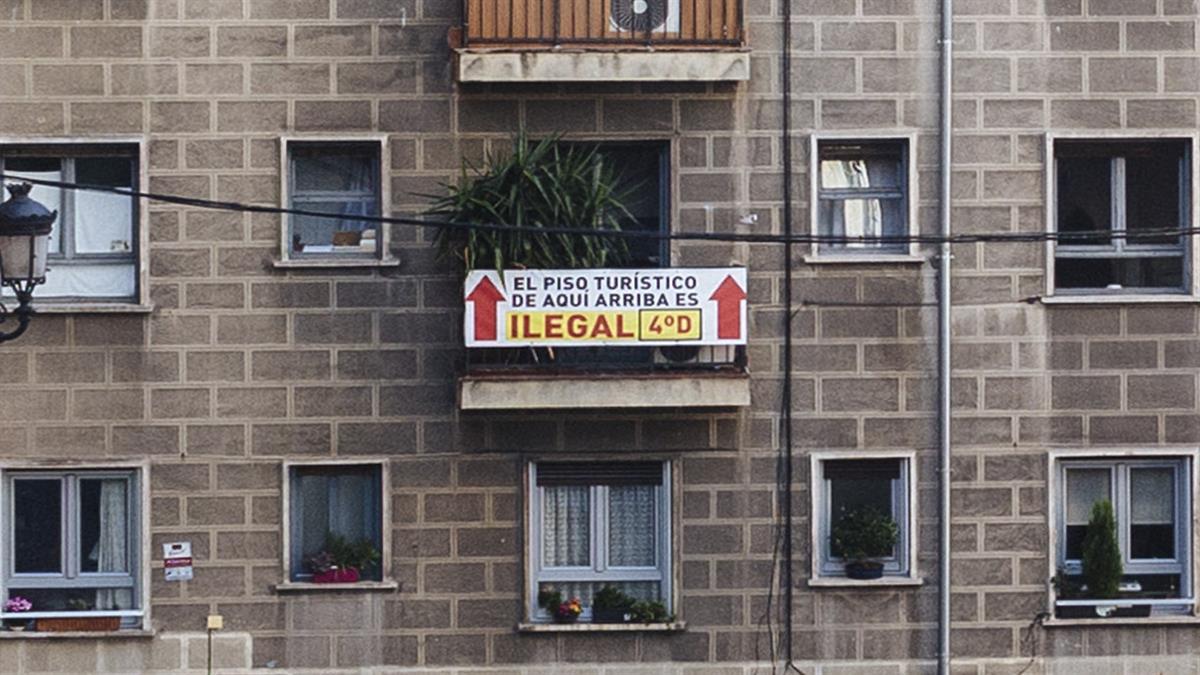 EL PISO TURÍSTICO
DE AQUÍ ARRIBA ES
ILEGAL 4ºD